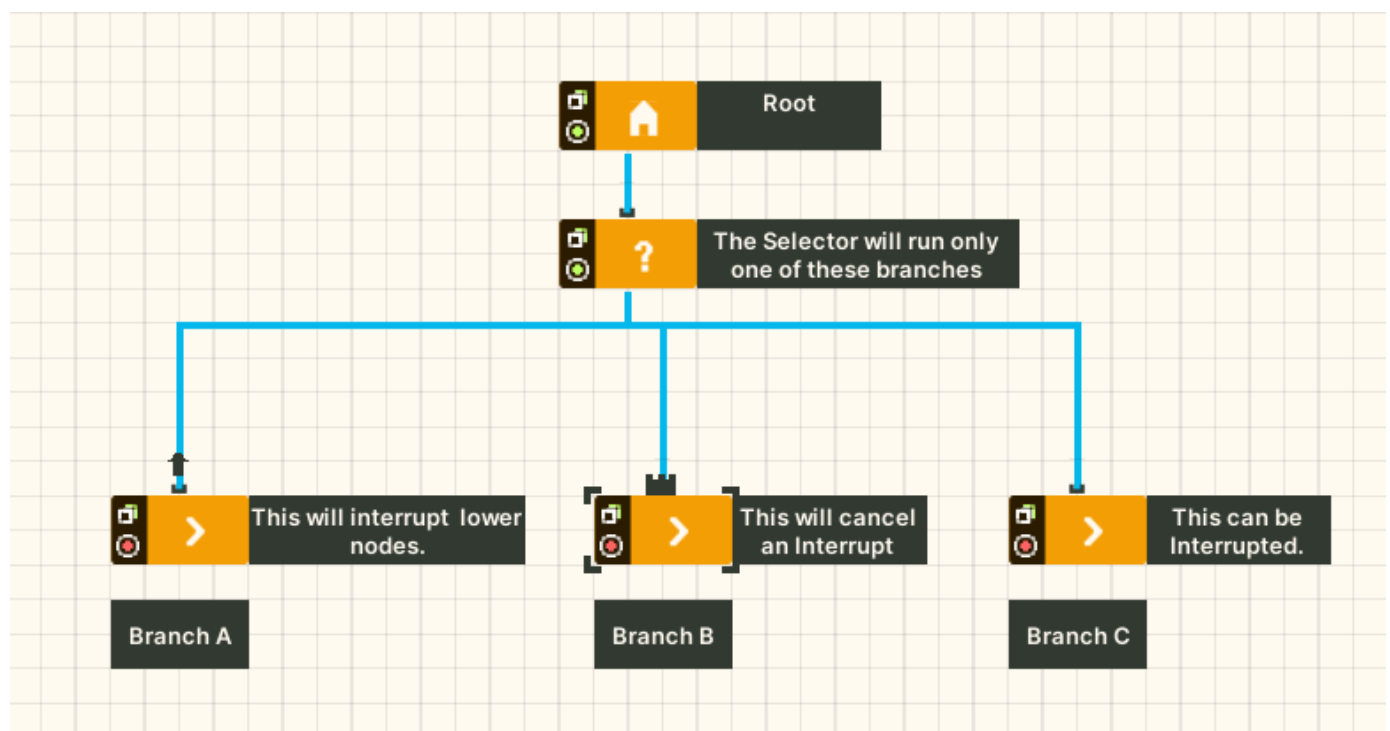 Root
?
The Selector will run only
one of these branches
This will interrupt lower
nodes.
This will cancel
an Interrupt
This can be
Interrupted.
Branch A
Branch B
Branch C